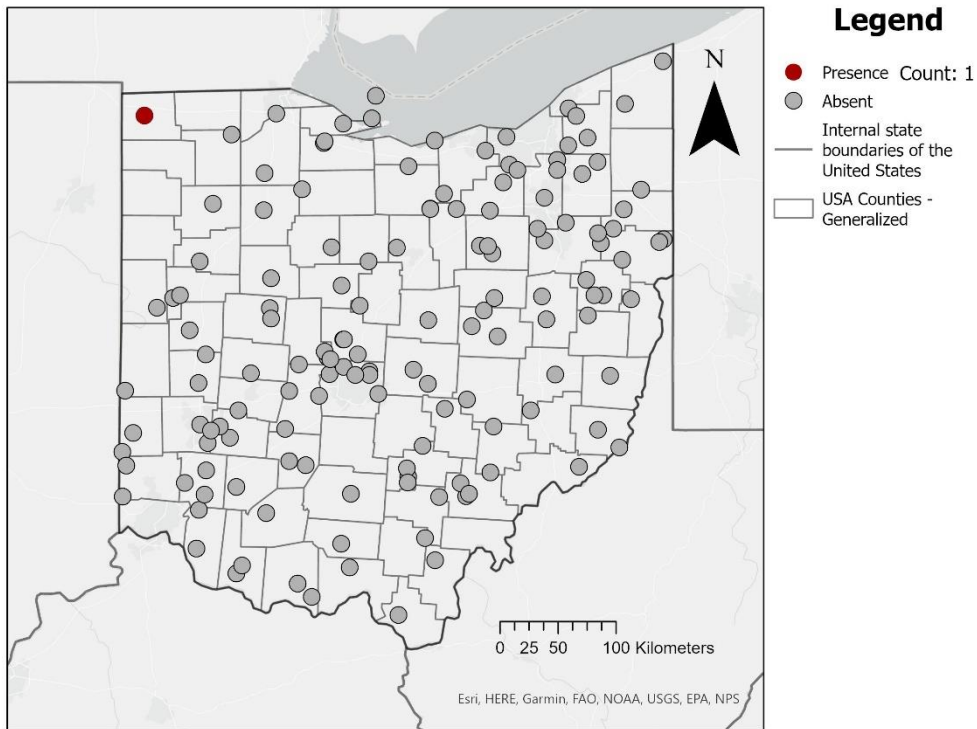 Legend
N
Presence Count: 1
Absent
Internal state
boundaries of the
United States
USA Counties -
Generalized
0 25 50 100 Kilometers
Esri, HERE, Garmin, FAO, NOAA, USGS, EPA, NPS